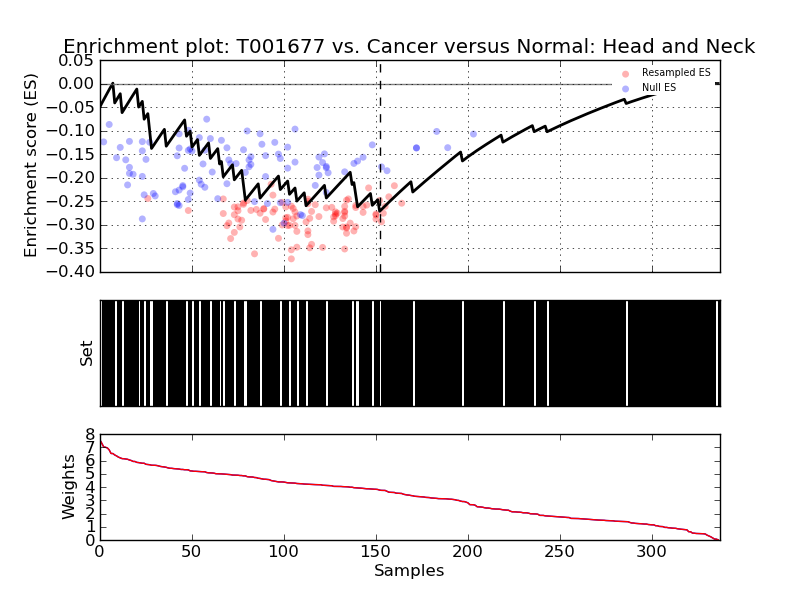 Enrichment plot: T001677 vs. Cancer versus Normal: Head and Neck
0.05
0.00
−0.05
−0.10
−0.15
−0.20
−0.25
−0.30
−0.35
−0.40
Enrichment score (ES)
Resampled ES
Null ES
Set
8
7
6
5
4
3
2
1
0
Weights
0 50 100 150 200 250 300
Samples